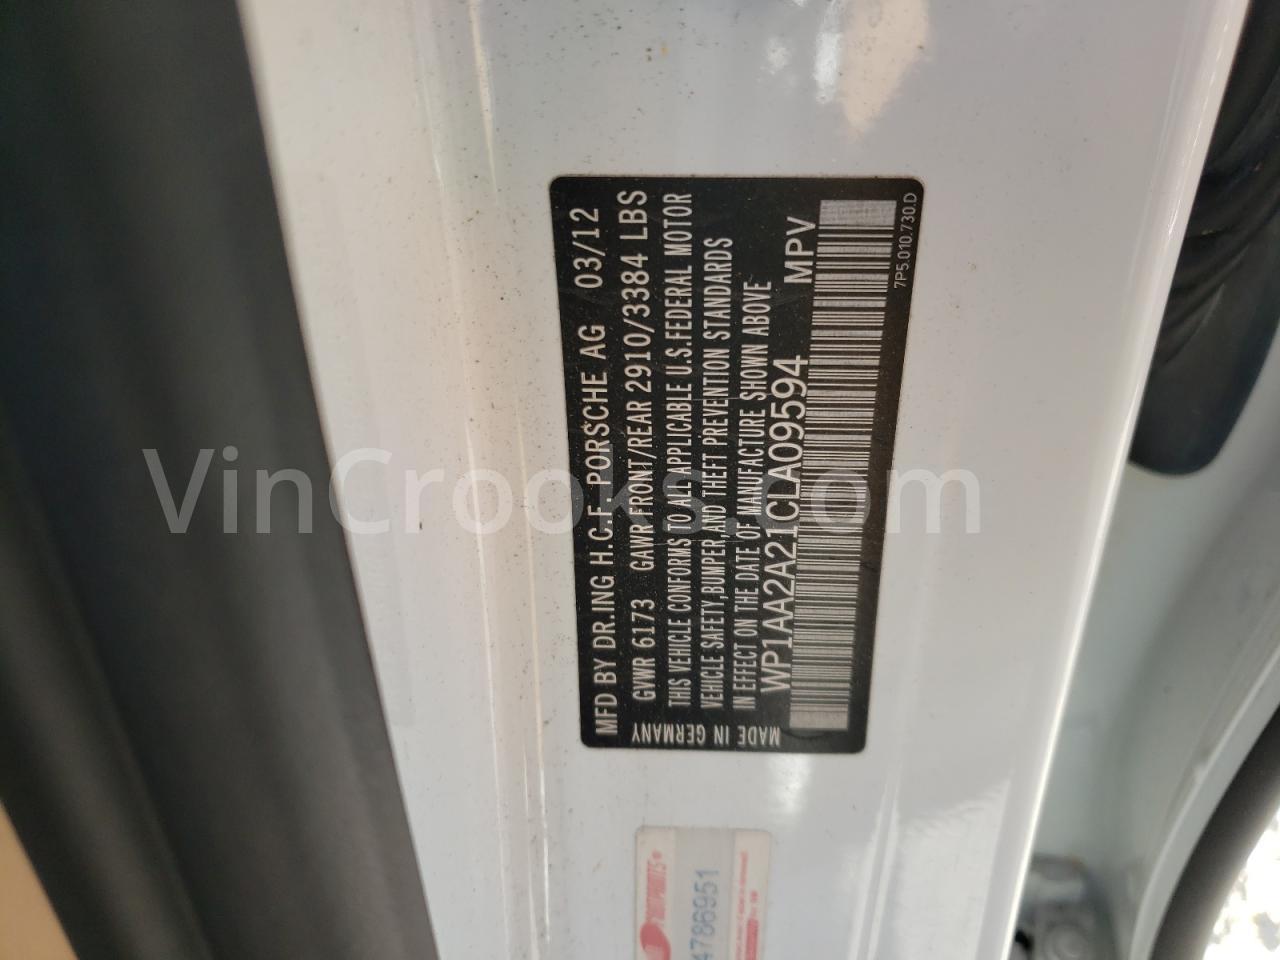 MFD BY DR.ING H.C.F. PORSCHE AG 03/12
GVWR 6173 GAWR FRONT/REAR 2910/3384 LBS
THIS VEHICLE CONFORMS TO ALL APPLICABLE U.S.FEDERAL MOTOR
VEHICLE SAFETY,BUMPER,AND THEFT PREVENTION STANDARDS
IN EFFECT ON THE DATE OF MANUFACTURE SHOWN ABOVE
WP1AA2A21CLA09594 MPV
7P5.010.730.D
MADE IN GERMANY
4786951
VinCrooks.com